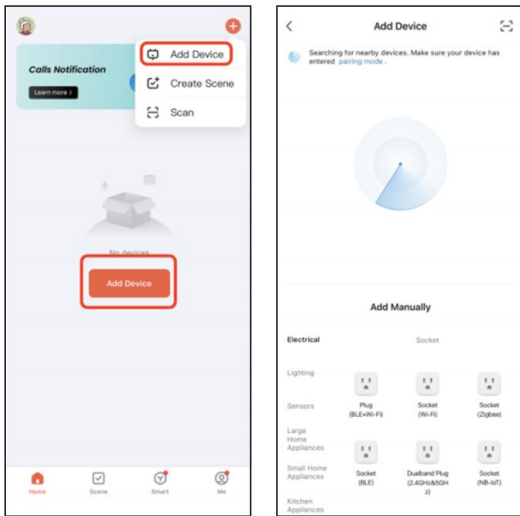 Add Device
Calls Notification
Learn more >
Create Scene
Scan
No devices
Add Device
Home
Scene
Smart
Me
Add Device
Searching for nearby devices. Make sure your device has
entered pairing mode .
Add Manually
Electrical
Socket
Lighting
Sensors
Plug
(BLE+Wi-Fi)
Socket
(Wi-Fi)
Socket
(Zigbee)
Large
Home
Appliances
Small Home
Appliances
Socket
(BLE)
Dualband Plug
(2.4GHz&5GH
z)
Socket
(NB-IoT)
Kitchen
Appliances